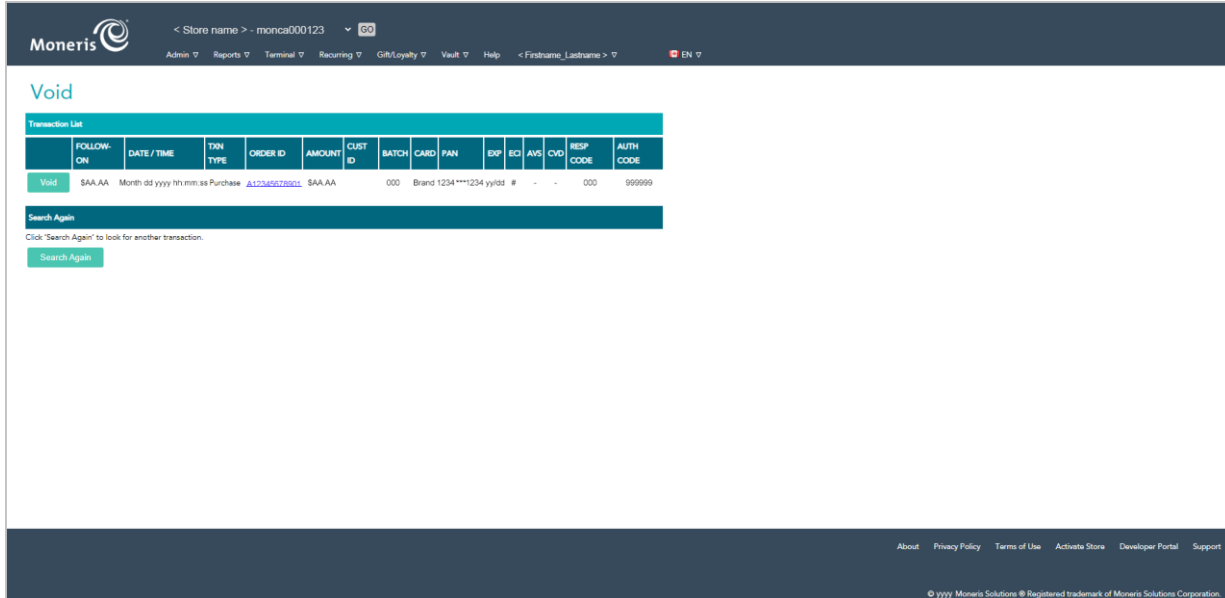 Moneris
< Store name > - monca000123 GO
Admin ▽ Reports ▽ Terminal ▽ Recurring ▽ Gift/Loyalty ▽ Vault ▽ Help < Firstname_Lastname > ▽ EN ▽
Void
Transaction List
FOLLOW-ON DATE / TIME TXN TYPE ORDER ID AMOUNT CUST ID BATCH CARD PAN EXP ECI AVS CVD RESP CODE AUTH CODE
Void $AA.AA Month dd yyyy hh:mm:ss Purchase A12345678901 $AA.AA 000 Brand 1234 ***1234 yy/dd # - - 000 999999
Search Again
Click 'Search Again' to look for another transaction.
Search Again
About Privacy Policy Terms of Use Activate Store Developer Portal Support
© yyyy Moneris Solutions ® Registered trademark of Moneris Solutions Corporation.